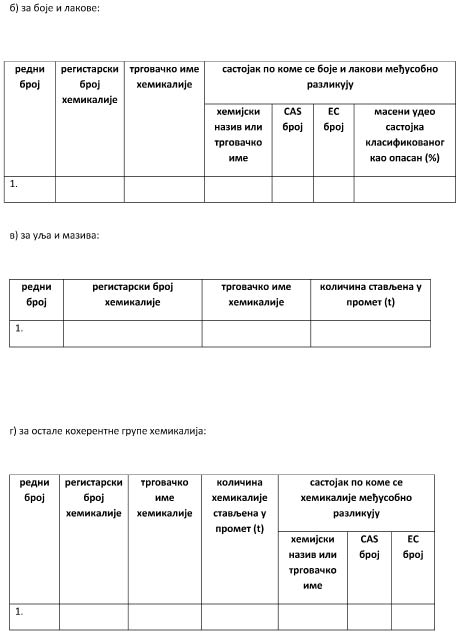 б) за боје и лакове:
редни број
регистарски број хемикалије
трговачко име хемикалије
састојак по коме се боје и лакови међусобно разликују
хемијски назив или трговачко име
CAS број
EC број
масени удео састојка класификованог као опасан (%)
1.
в) за уља и мазива:
редни број
регистарски број хемикалије
трговачко име хемикалије
количина стављена у промет (t)
1.
г) за остале кохерентне групе хемикалија:
редни број
регистарски број хемикалије
трговачко име хемикалије
количина хемикалије стављена у промет (t)
састојак по коме се хемикалије међусобно разликују
хемијски назив или трговачко име
CAS број
EC број
1.